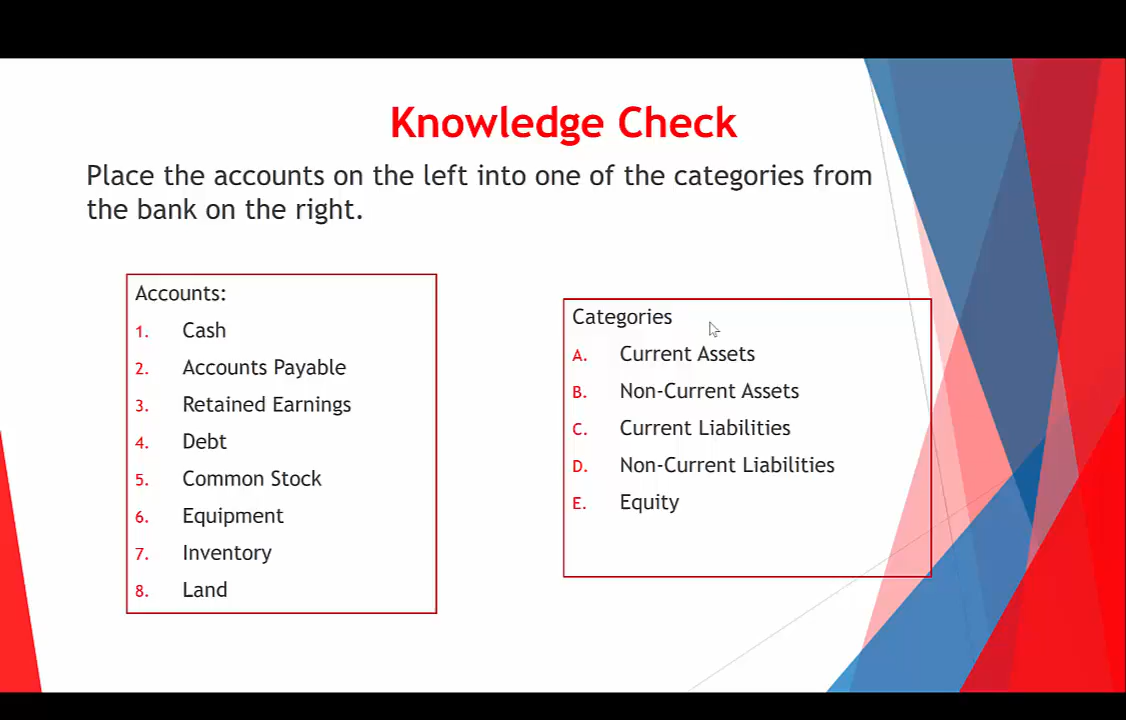 Knowledge Check
Place the accounts on the left into one of the categories from
the bank on the right.
Accounts:
1. Cash
2. Accounts Payable
3. Retained Earnings
4. Debt
5. Common Stock
6. Equipment
7. Inventory
8. Land
Categories
A. Current Assets
B. Non-Current Assets
C. Current Liabilities
D. Non-Current Liabilities
E. Equity